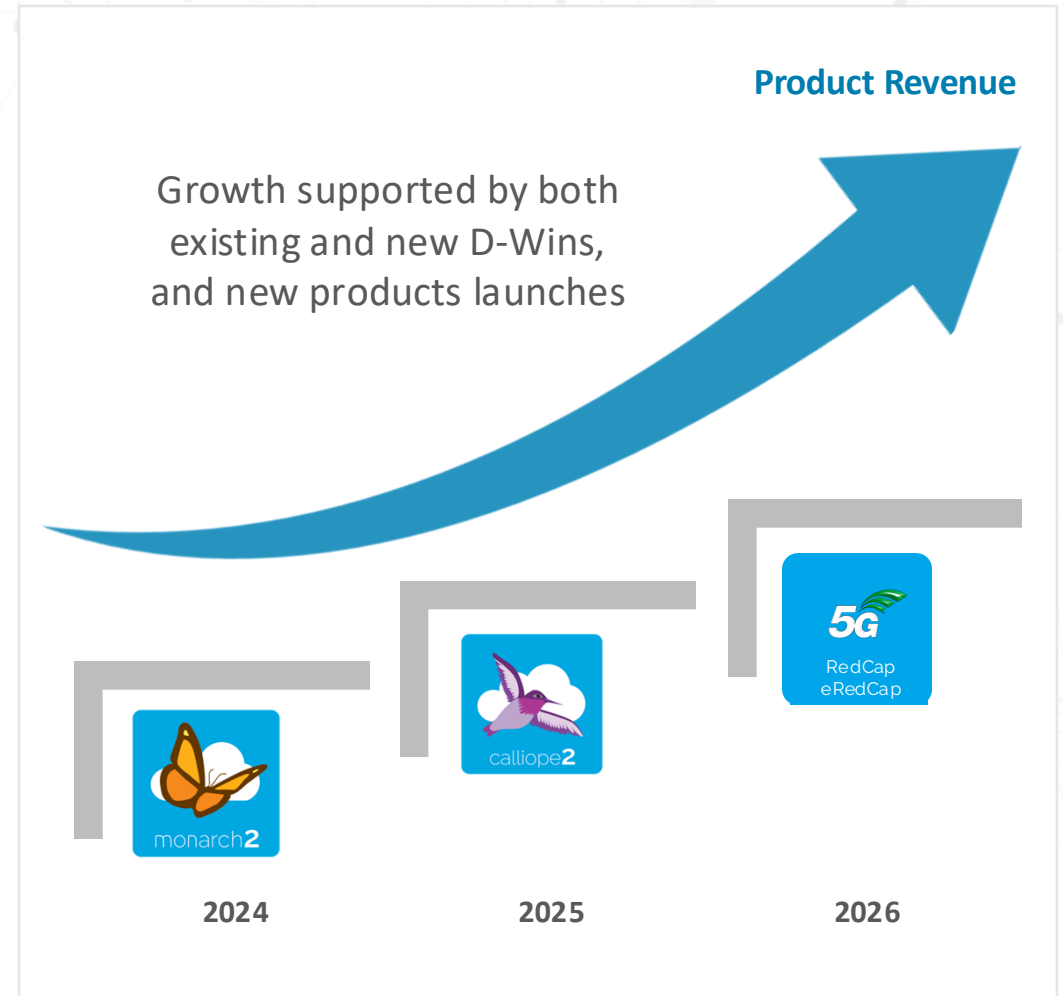 Product Revenue
Growth supported by both
existing and new D-Wins,
and new products launches
5G
RedCap
eRedCap
calliope2
monarch2
2024
2025
2026